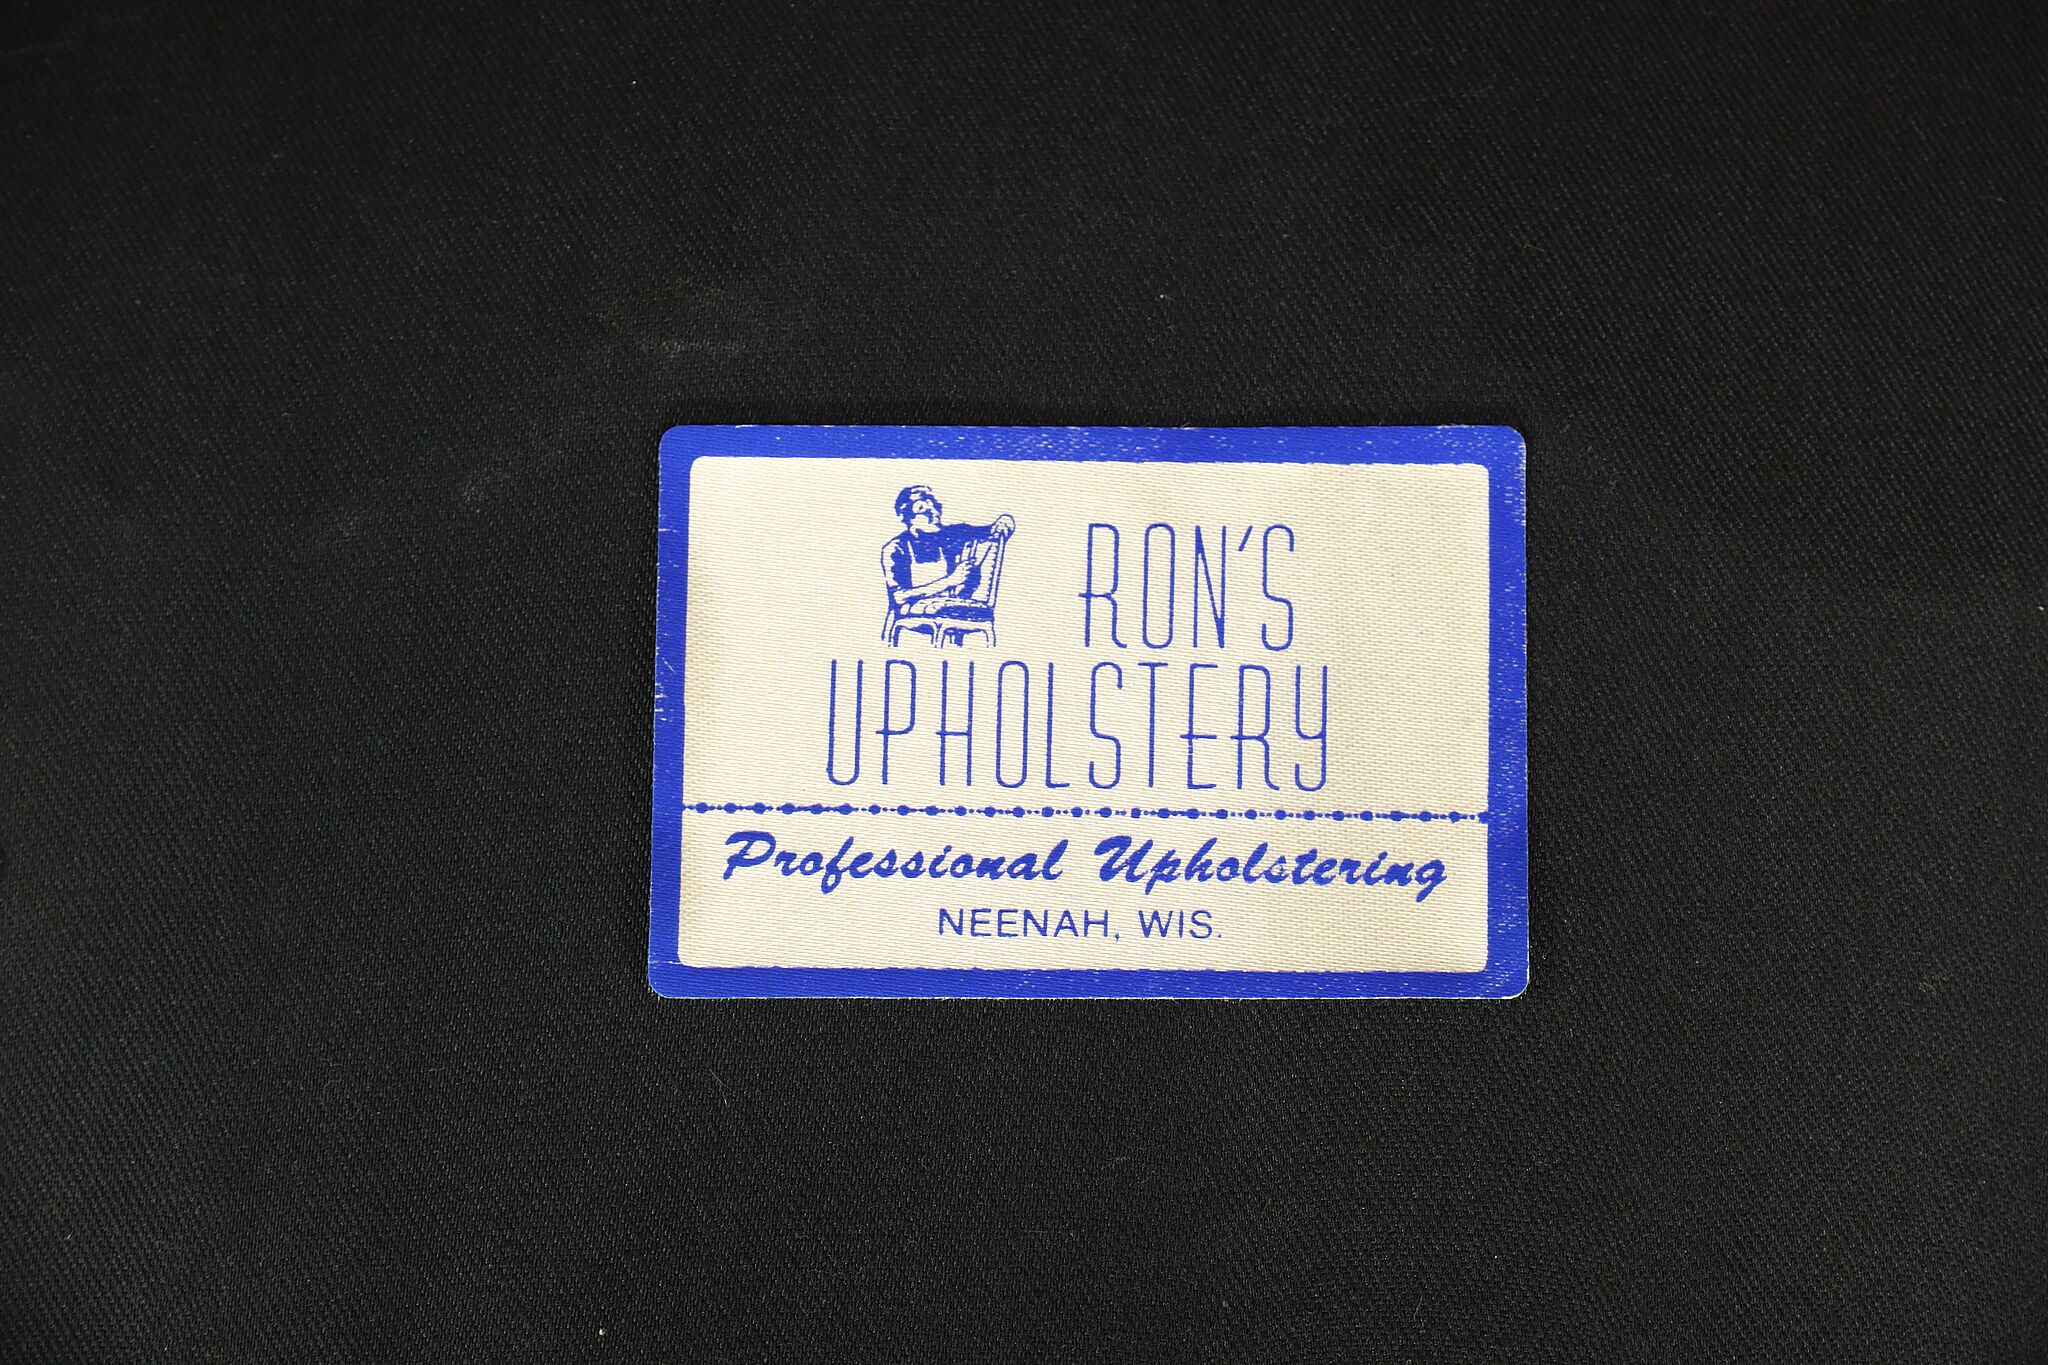 RON'S
UPHOLSTERY
Professional Upholstering
NEENAH, WIS.